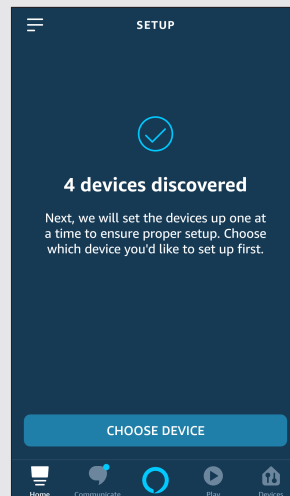 SETUP
4 devices discovered
Next, we will set the devices up one at
a time to ensure proper setup. Choose
which device you'd like to set up first.
CHOOSE DEVICE
Home Communicate Play Devices